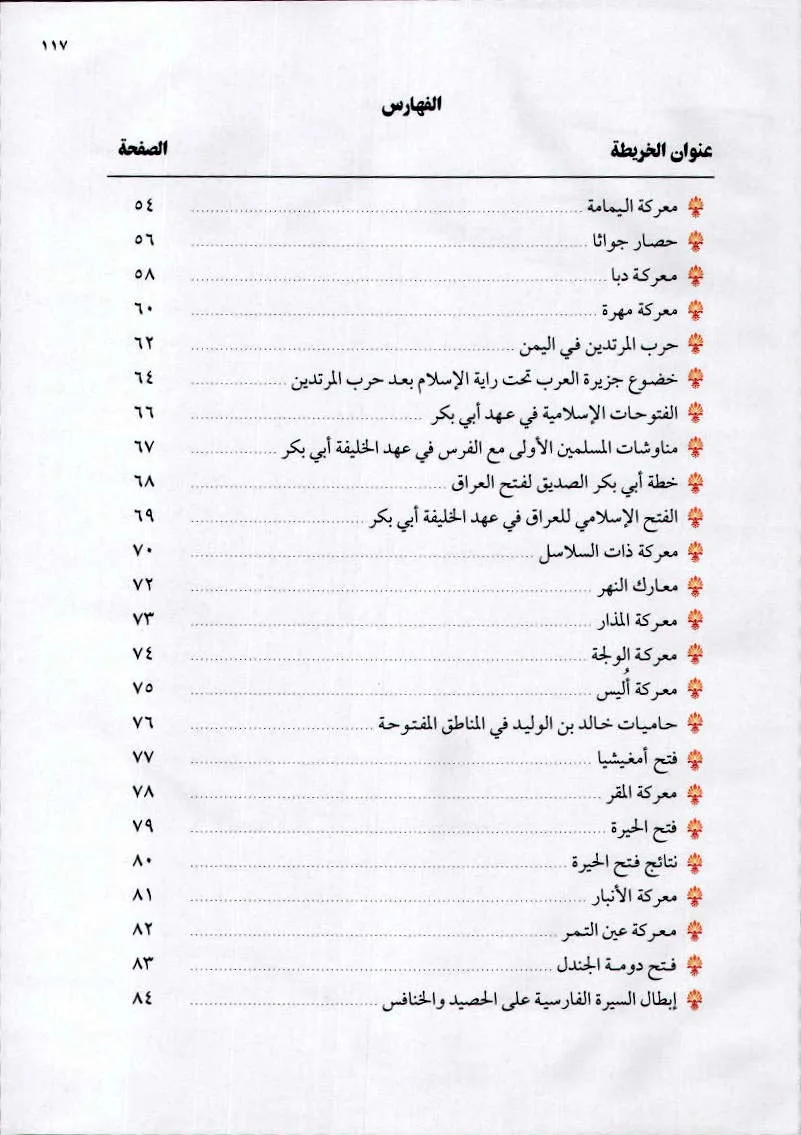 ١١٧
الفهارس
عنوان الخريطة الصفحة
معركة اليمامة ٥٤
حصار جواثا ٥٦
معركة دبا ٥٨
معركة مهرة ٦٠
حرب المرتدين في اليمن ٦٢
خضوع جزيرة العرب تحت راية الإسلام بعد حرب المرتدين ٦٤
الفتوحات الإسلامية في عهد أبي بكر ٦٦
مناوشات المسلمين الأولى مع الفرس في عهد الخليفة أبي بكر ٦٧
خطة أبي بكر الصديق لفتح العراق ٦٨
الفتح الإسلامي للعراق في عهد الخليفة أبي بكر ٦٩
معركة ذات السلاسل ٧٠
معارك النهر ٧٢
معركة المذار ٧٣
معركة الولجة ٧٤
معركة أُليس ٧٥
حاميات خالد بن الوليد في المناطق المفتوحة ٧٦
فتح أمغيشيا ٧٧
معركة المقر ٧٨
فتح الحيرة ٧٩
نتائج فتح الحيرة ٨٠
معركة الأنبار ٨١
معركة عين التمر ٨٢
فتح دومة الجندل ٨٣
إبطال السيرة الفارسية على الحصيد والخنافس ٨٤